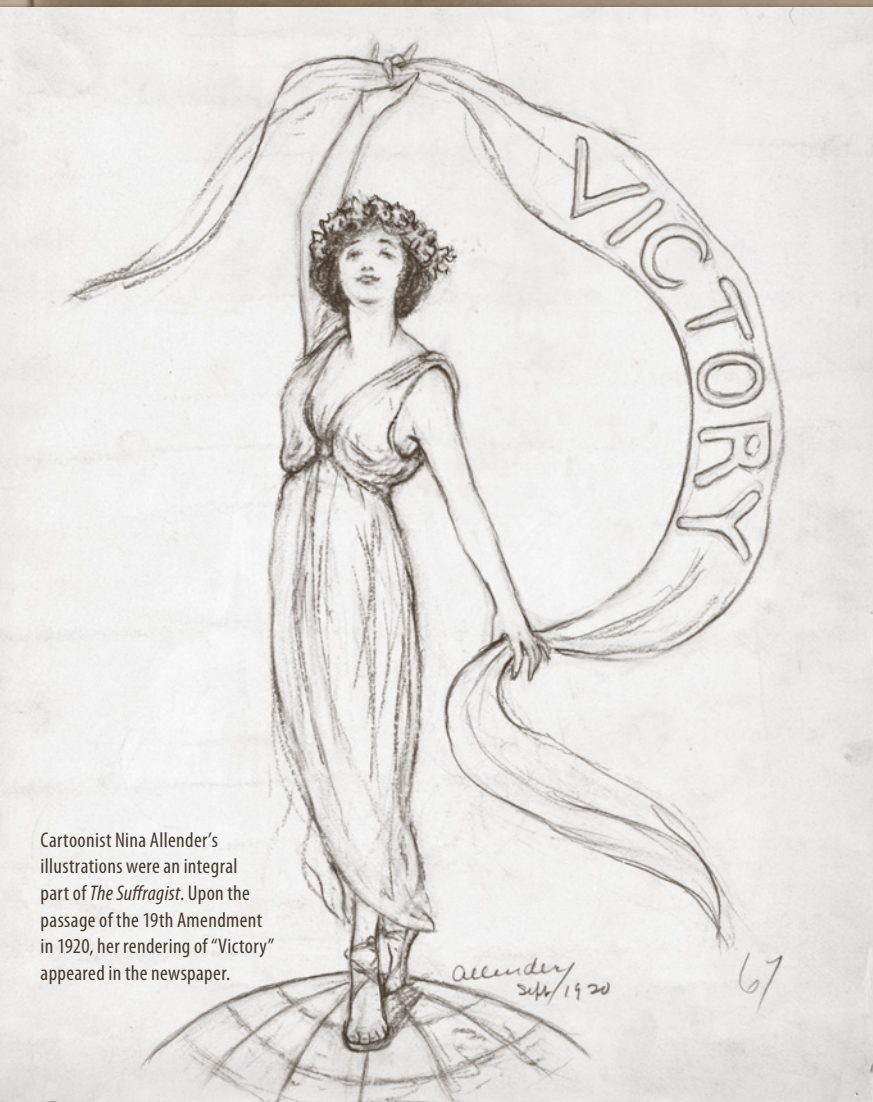 VICTORY
Cartoonist Nina Allender’s
illustrations were an integral
part of The Suffragist. Upon the
passage of the 19th Amendment
in 1920, her rendering of “Victory”
appeared in the newspaper.
Allender
Sept/1920
67